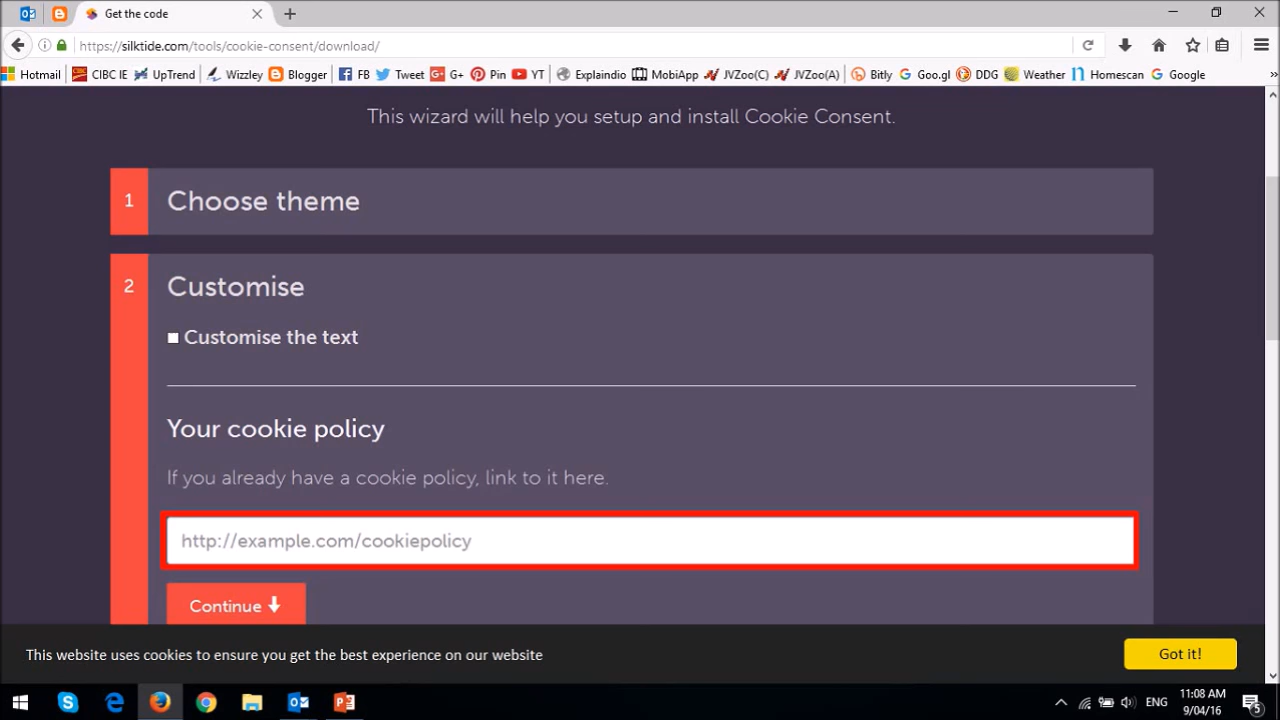 Get the code
https://silktide.com/tools/cookie-consent/download/
Hotmail CIBC IE UpTrend Wizzley Blogger FB Tweet G+ Pin YT Explaindio MobiApp JVZoo(C) JVZoo(A) Bitly Goo.gl DDG Weather Homescan Google
This wizard will help you setup and install Cookie Consent.
1 Choose theme
2 Customise
Customise the text
Your cookie policy
If you already have a cookie policy, link to it here.
http://example.com/cookiepolicy
Continue
This website uses cookies to ensure you get the best experience on our website
Got it!
ENG
11:08 AM
9/04/16
5